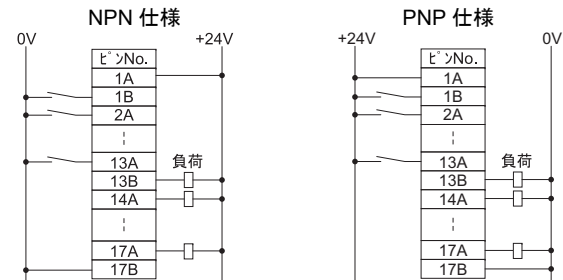 NPN 仕様
0V
+24V
ピンNo.
1A
1B
2A
13A
負荷
13B
14A
17A
17B
PNP 仕様
+24V
0V
ピンNo.
1A
1B
2A
13A
負荷
13B
14A
17A
17B